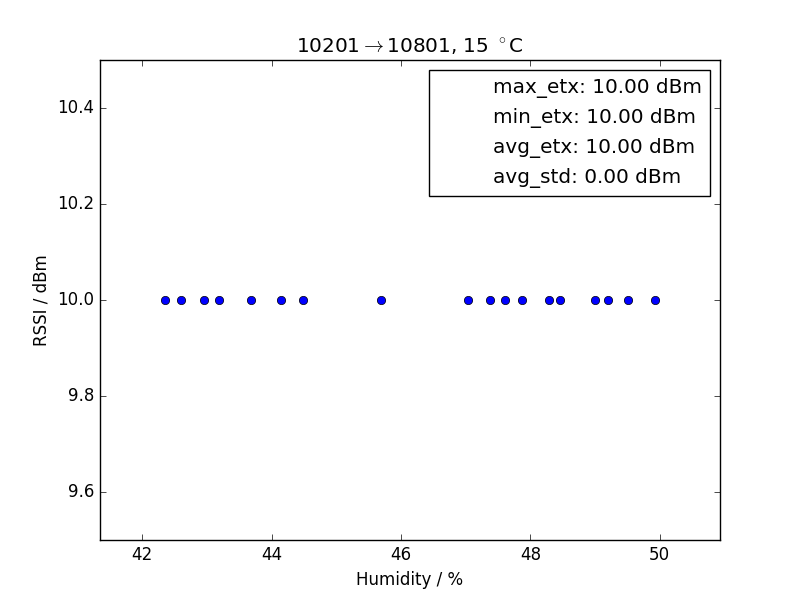 10201→10801, 15 °C
max_etx: 10.00 dBm
min_etx: 10.00 dBm
avg_etx: 10.00 dBm
avg_std: 0.00 dBm
10.4
10.2
10.0
9.8
9.6
RSSI / dBm
42 44 46 48 50
Humidity / %